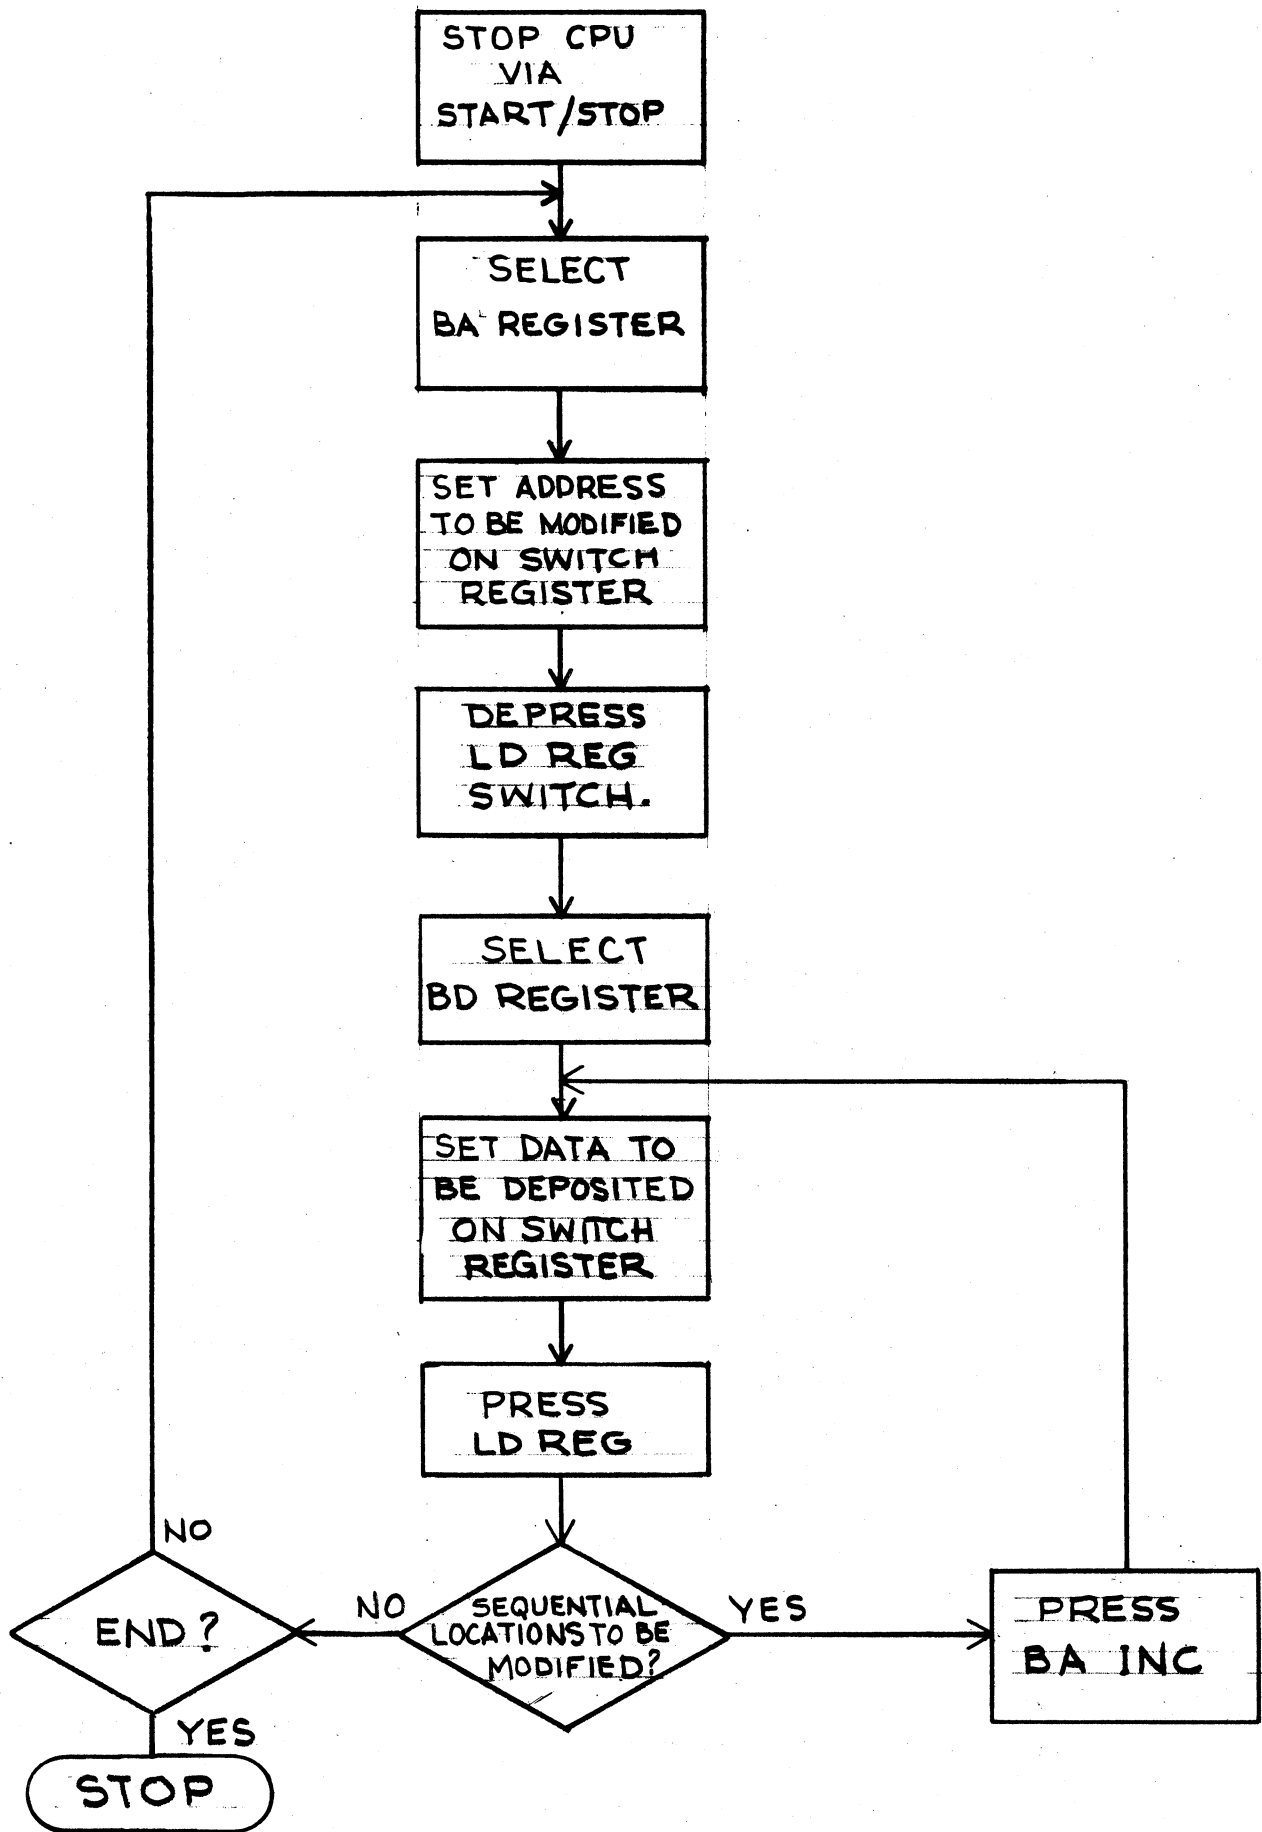 STOP CPU
VIA
START/STOP
SELECT
BA REGISTER
SET ADDRESS
TO BE MODIFIED
ON SWITCH
REGISTER
DEPRESS
LD REG
SWITCH.
SELECT
BD REGISTER
SET DATA TO
BE DEPOSITED
ON SWITCH
REGISTER
PRESS
LD REG
SEQUENTIAL
LOCATIONS TO BE
MODIFIED?
YES
PRESS
BA INC
NO
END?
NO
YES
STOP